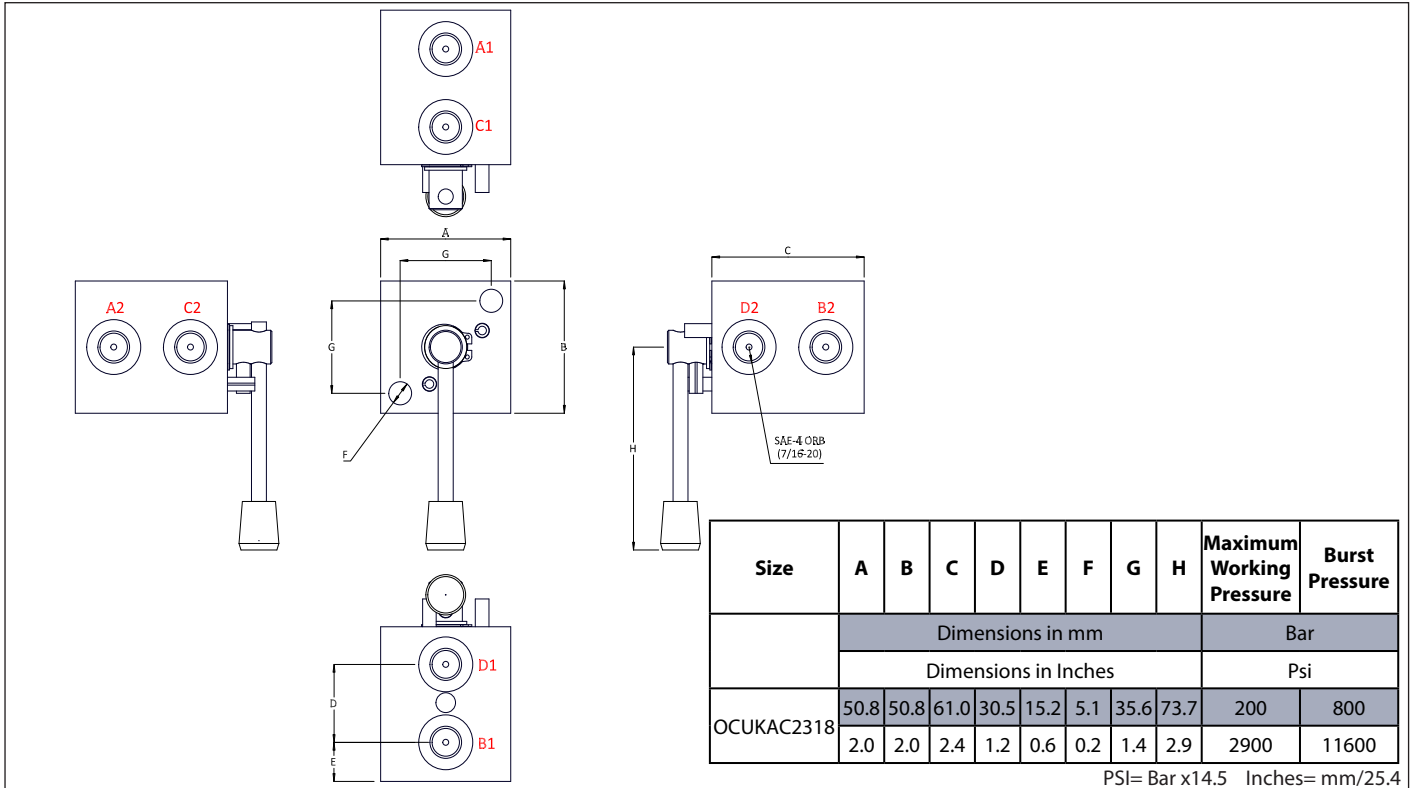 A1
C1
A
G
C
A2 C2
G
B
D2 B2
F
H
SAE-4 ORB
(7/16-20)
D1
D
B1
E
Size A B C D E F G H Maximum Working Pressure Burst Pressure
Dimensions in mm Bar
Dimensions in Inches Psi
OCUKAC2318 50.8 50.8 61.0 30.5 15.2 5.1 35.6 73.7 200 800
2.0 2.0 2.4 1.2 0.6 0.2 1.4 2.9 2900 11600
PSI= Bar x14.5 Inches= mm/25.4